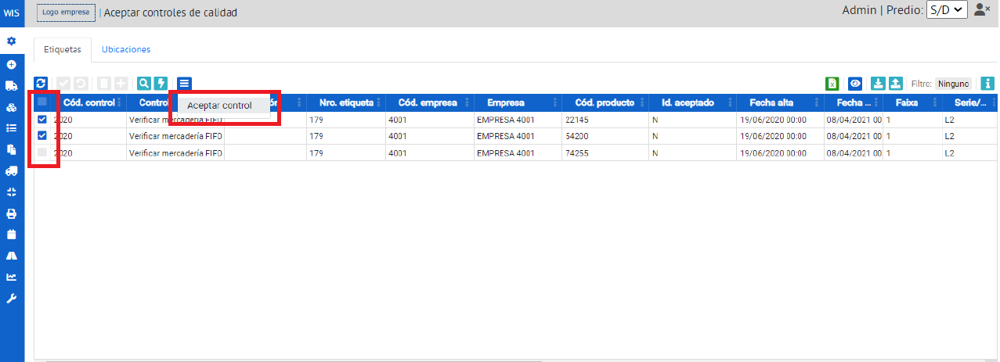 WIS Logo empresa | Aceptar controles de calidad Admin | Predio: S/D
Etiquetas Ubicaciones
Filtro: Ninguno
Aceptar control
Cód. control Control Nro. etiqueta Cód. empresa Empresa Cód. producto Id. aceptado Fecha alta Fecha ... Faixa Serie/...
2020 Verificar mercadería FIFO 179 4001 EMPRESA 4001 22145 N 19/06/2020 00:00 08/04/2021 00 1 L2
2020 Verificar mercadería FIFO 179 4001 EMPRESA 4001 54200 N 19/06/2020 00:00 08/04/2021 00 1 L2
2020 Verificar mercadería FIFO 179 4001 EMPRESA 4001 74255 N 19/06/2020 00:00 08/04/2021 00 1 L2